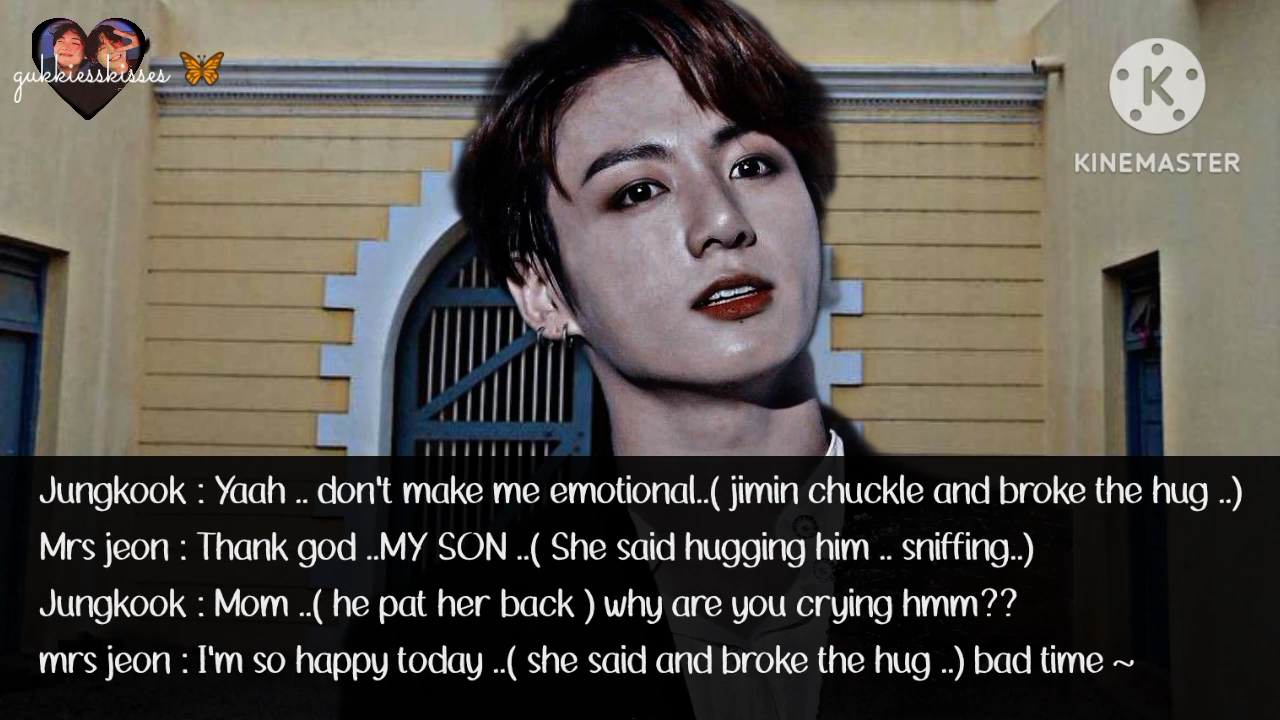 gukkiesskisses 🦋
K
KINEMASTER
Jungkook : Yaah .. don't make me emotional..( jimin chuckle and broke the hug ..)
Mrs jeon : Thank god ..MY SON ..( She said hugging him .. sniffing..)
Jungkook : Mom ..( he pat her back ) why are you crying hmm??
mrs jeon : I'm so happy today ..( she said and broke the hug ..) bad time ~